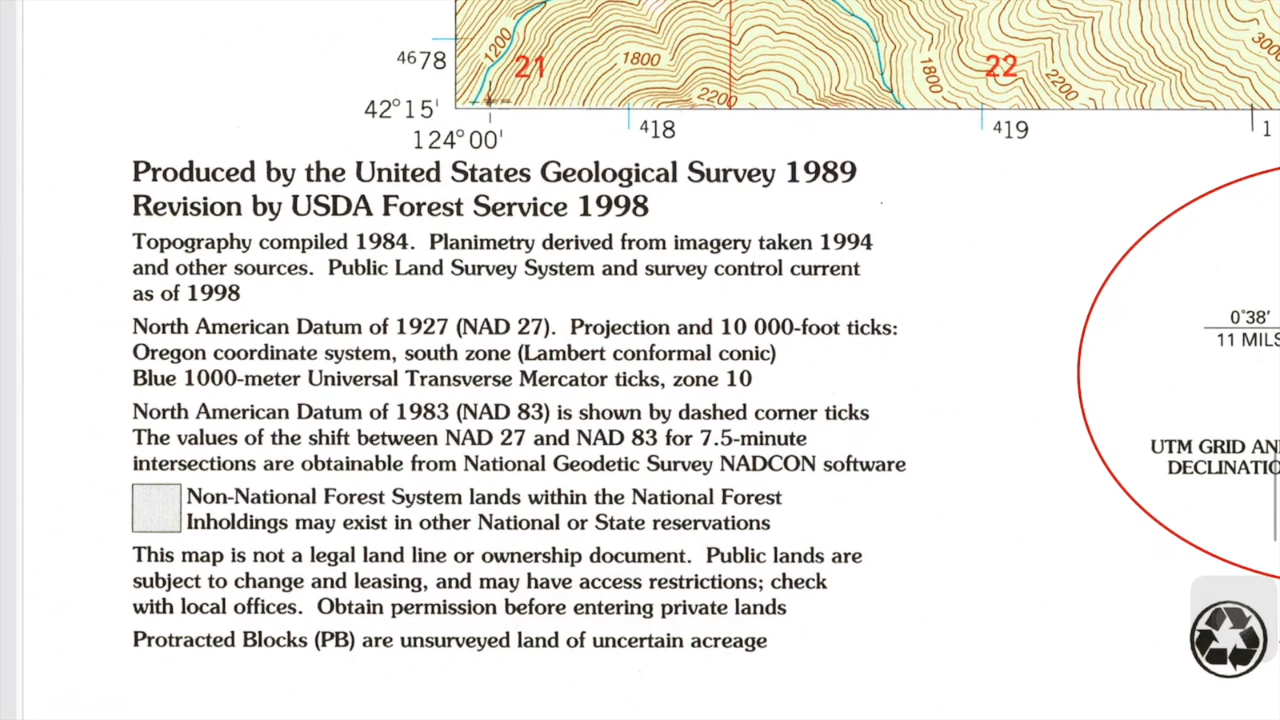 1200
21
1800
2200
1800
22
2200
3000
4678
42°15'
124°00'
418
419
1
Produced by the United States Geological Survey 1989
Revision by USDA Forest Service 1998
Topography compiled 1984.  Planimetry derived from imagery taken 1994
and other sources.  Public Land Survey System and survey control current
as of 1998
North American Datum of 1927 (NAD 27).  Projection and 10 000-foot ticks:
Oregon coordinate system, south zone (Lambert conformal conic)
Blue 1000-meter Universal Transverse Mercator ticks, zone 10
North American Datum of 1983 (NAD 83) is shown by dashed corner ticks
The values of the shift between NAD 27 and NAD 83 for 7.5-minute
intersections are obtainable from National Geodetic Survey NADCON software
Non-National Forest System lands within the National Forest
Inholdings may exist in other National or State reservations
This map is not a legal land line or ownership document.  Public lands are
subject to change and leasing, and may have access restrictions; check
with local offices.  Obtain permission before entering private lands
Protracted Blocks (PB) are unsurveyed land of uncertain acreage
0°38'
11 MILS
UTM GRID AN
DECLINATIO